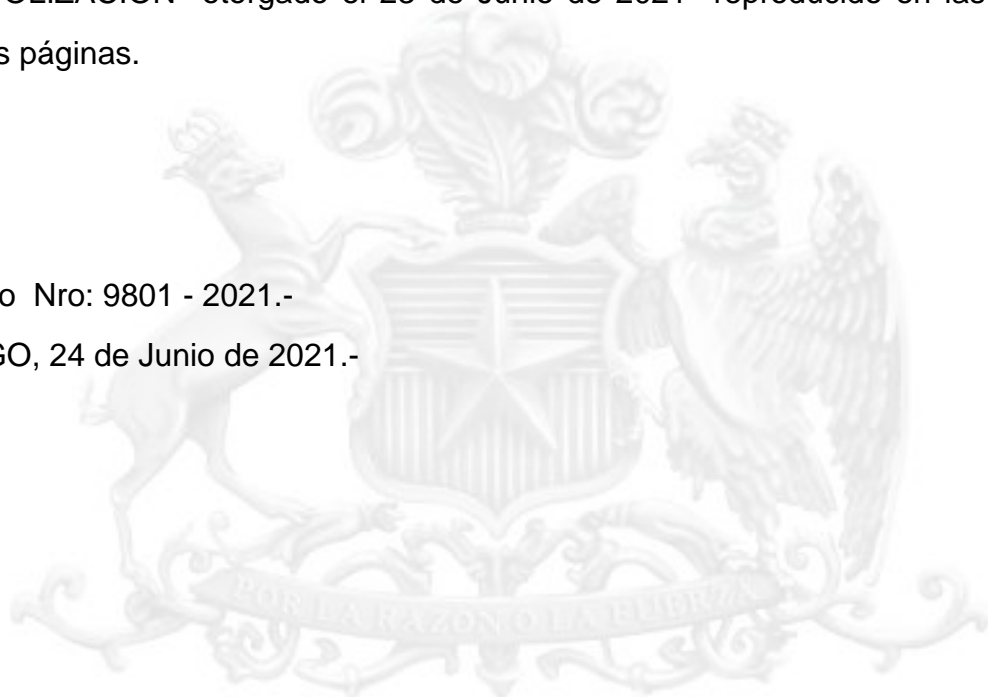 OLIZACION otorgado el 23 de Junio de 2021 reproducido en las
s páginas.
o Nro: 9801 - 2021.-
GO, 24 de Junio de 2021.-
POR LA RAZON O LA FUERZA